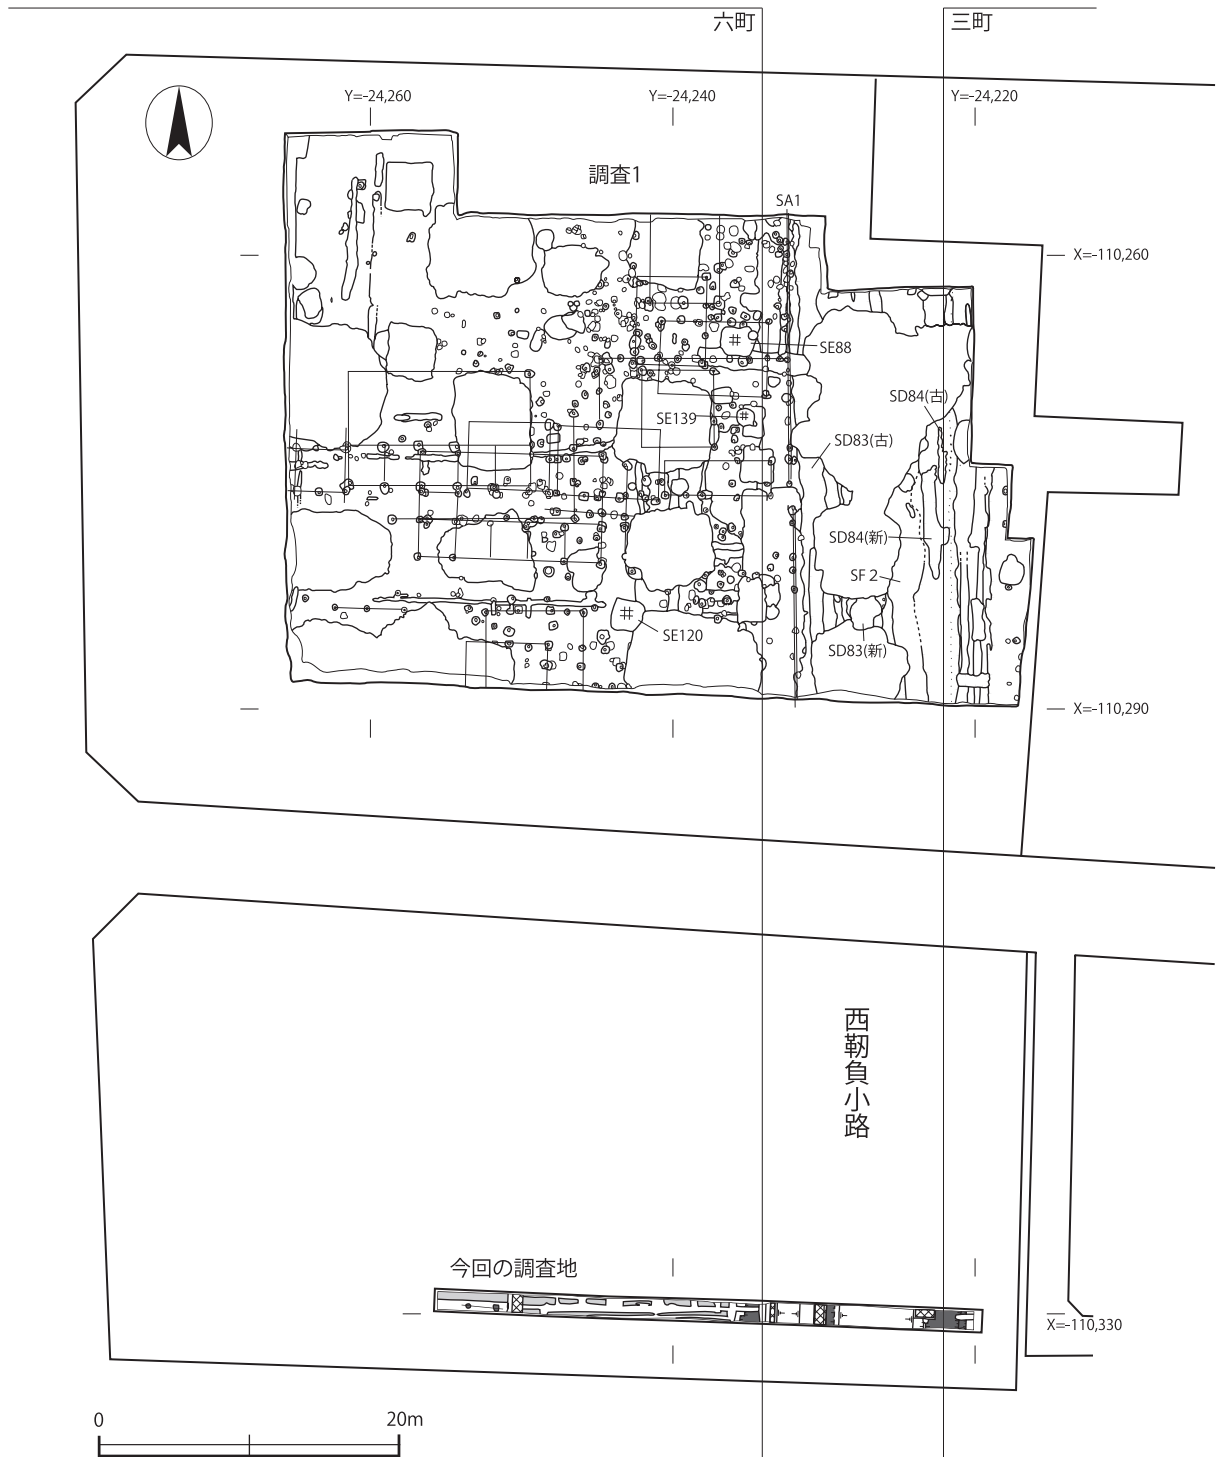 六町
三町
Y=-24,260
Y=-24,240
Y=-24,220
調査1
SA1
X=-110,260
SE88
SD84(古)
SE139
SD83(古)
SD84(新)
SF 2
SE120
SD83(新)
X=-110,290
西靭負小路
今回の調査地
X=-110,330
0
20m